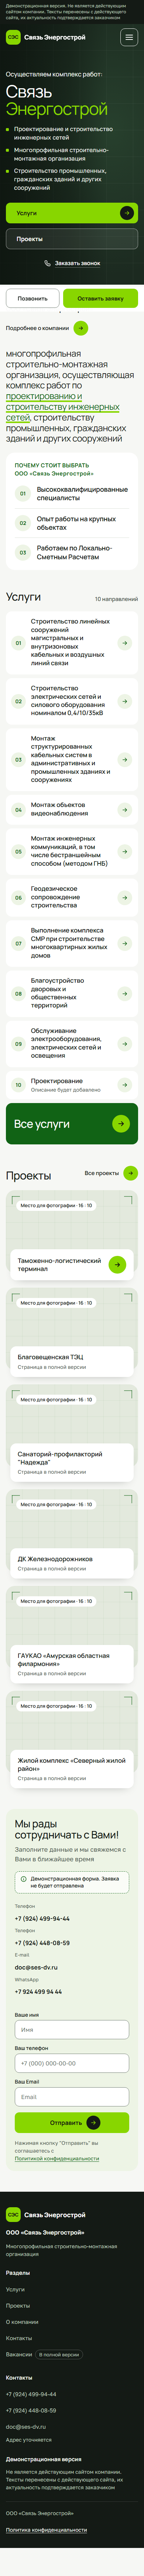 Демонстрационная версия. Не является действующим
сайтом компании. Тексты перенесены с действующего
сайта, их актуальность подтверждается заказчиком
СЭС Связь Энергострой
Осуществляем комплекс работ:
Связь
Энергострой
Проектирование и строительство
инженерных сетей
Многопрофильная строительно-
монтажная организация
Строительство промышленных,
гражданских зданий и других
сооружений
Услуги
Проекты
Заказать звонок
Позвонить
Оставить заявку
Подробнее о компании
многопрофильная
строительно-монтажная
организация, осуществляющая
комплекс работ по
проектированию и
строительству инженерных
сетей, строительству
промышленных, гражданских
зданий и других сооружений
ПОЧЕМУ СТОИТ ВЫБРАТЬ
ООО «Связь Энергострой»
01 Высококвалифицированные
специалисты
02 Опыт работы на крупных
объектах
03 Работаем по Локально-
Сметным Расчетам
Услуги
10 направлений
01 Строительство линейных
сооружений
магистральных и
внутризоновых
кабельных и воздушных
линий связи
02 Строительство
электрических сетей и
силового оборудования
номиналом 0,4/10/35кВ
03 Монтаж
структурированных
кабельных систем в
административных и
промышленных зданиях и
сооружениях
04 Монтаж объектов
видеонаблюдения
05 Монтаж инженерных
коммуникаций, в том
числе бестраншейным
способом (методом ГНБ)
06 Геодезическое
сопровождение
строительства
07 Выполнение комплекса
СМР при строительстве
многоквартирных жилых
домов
08 Благоустройство
дворовых и
общественных
территорий
09 Обслуживание
электрооборудования,
электрических сетей и
освещения
10 Проектирование
Описание будет добавлено
Все услуги
Проекты
Все проекты
Место для фотографии · 16 : 10
Таможенно-логистический
терминал
Место для фотографии · 16 : 10
Благовещенская ТЭЦ
Страница в полной версии
Место для фотографии · 16 : 10
Санаторий-профилакторий
"Надежда"
Страница в полной версии
Место для фотографии · 16 : 10
ДК Железнодорожников
Страница в полной версии
Место для фотографии · 16 : 10
ГАУКАО «Амурская областная
филармония»
Страница в полной версии
Место для фотографии · 16 : 10
Жилой комплекс «Северный жилой
район»
Страница в полной версии
Мы рады
сотрудничать с Вами!
Заполните данные и мы свяжемся с
Вами в ближайшее время
Демонстрационная форма. Заявка
не будет отправлена
Телефон
+7 (924) 499-94-44
Телефон
+7 (924) 448-08-59
E-mail
doc@ses-dv.ru
WhatsApp
+7 924 499 94 44
Ваше имя
Имя
Ваш телефон
+7 (000) 000-00-00
Ваш Email
Email
Отправить
Нажимая кнопку "Отправить" вы
соглашаетесь с
Политикой конфиденциальности
СЭС Связь Энергострой
ООО «Связь Энергострой»
Многопрофильная строительно-монтажная
организация
Разделы
Услуги
Проекты
О компании
Контакты
Вакансии В полной версии
Контакты
+7 (924) 499-94-44
+7 (924) 448-08-59
doc@ses-dv.ru
Адрес уточняется
Демонстрационная версия
Не является действующим сайтом компании.
Тексты перенесены с действующего сайта, их
актуальность подтверждается заказчиком
ООО «Связь Энергострой»
Политика конфиденциальности